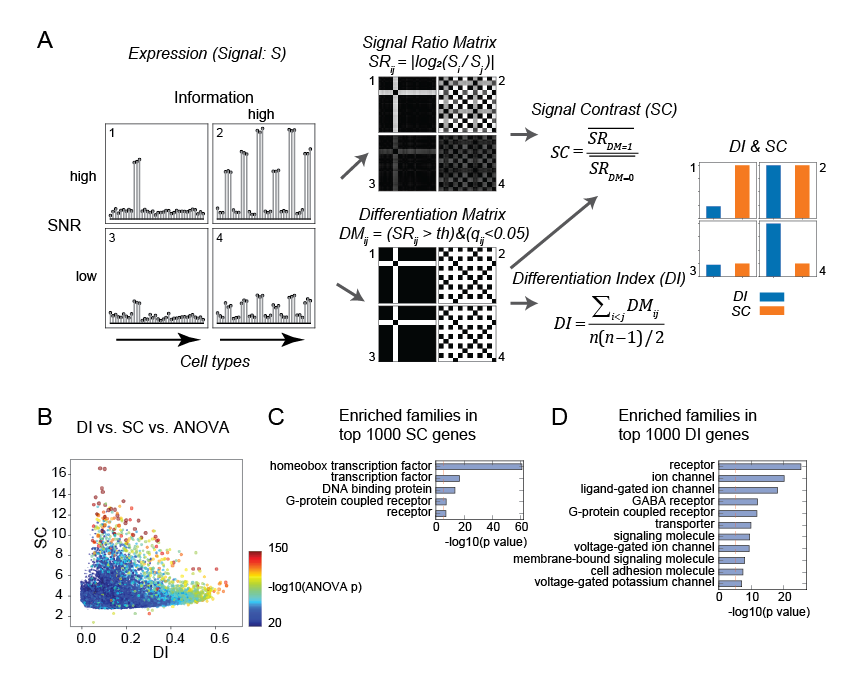 A
Expression (Signal: S)
Information
high
1
2
high
SNR
3
4
low
Cell types
Signal Ratio Matrix
SRij = |log₂(Si / Sj)|
1
2
3
4
Differentiation Matrix
DMij = (SRij > th)&(qij<0.05)
1
2
3
4
Signal Contrast (SC)
SC = SRDM=1 / SRDM=0
Differentiation Index (DI)
DI = ∑i<j DMij / n(n−1)/2
DI & SC
1
2
3
4
DI
SC
B
DI vs. SC vs. ANOVA
SC
16
14
12
10
8
6
4
2
0.0
0.2
0.4
0.6
DI
150
-log10(ANOVA p)
20
C
Enriched families in
top 1000 SC genes
homeobox transcription factor
transcription factor
DNA binding protein
G-protein coupled receptor
receptor
0
20
40
60
-log10(p value)
D
Enriched families in
top 1000 DI genes
receptor
ion channel
ligand-gated ion channel
GABA receptor
G-protein coupled receptor
transporter
signaling molecule
voltage-gated ion channel
membrane-bound signaling molecule
cell adhesion molecule
voltage-gated potassium channel
0
10
20
-log10(p value)